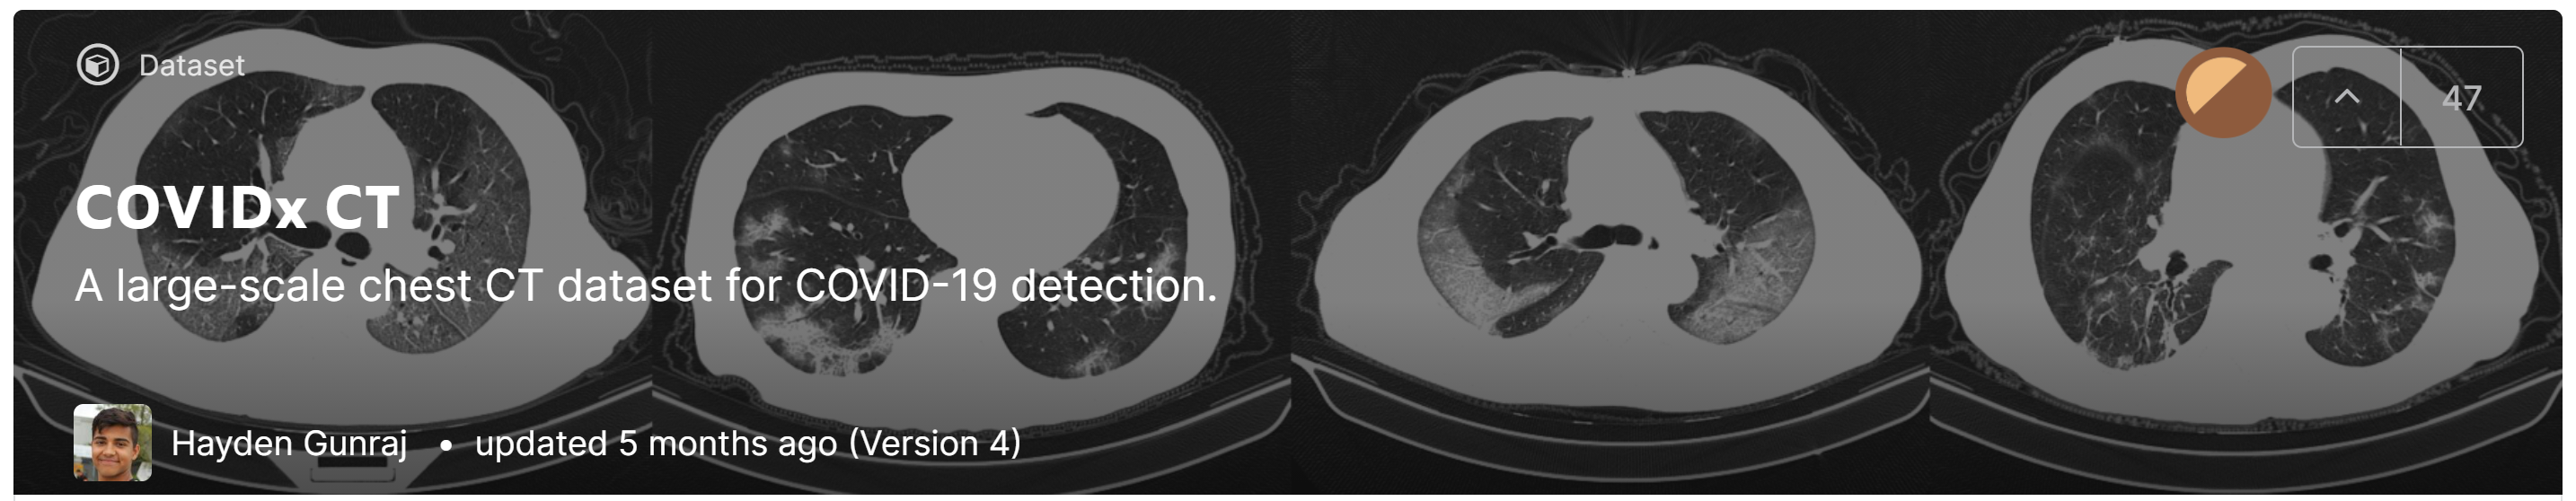 Dataset
47
COVIDx CT
A large-scale chest CT dataset for COVID-19 detection.
Hayden Gunraj • updated 5 months ago (Version 4)